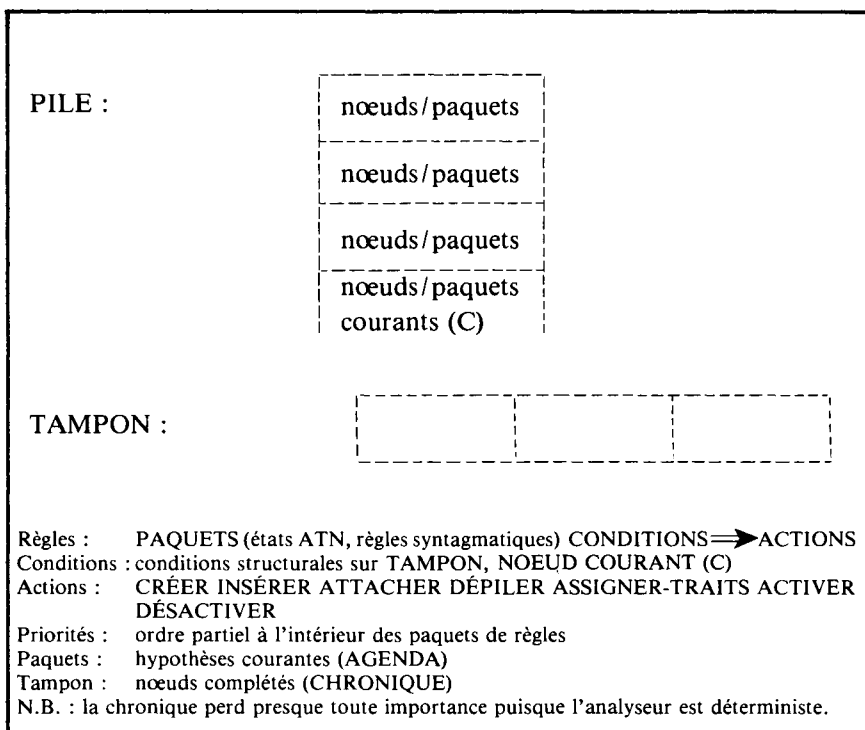 PILE :
nœuds/paquets
nœuds/paquets
nœuds/paquets
nœuds/paquets
courants (C)
TAMPON :
Règles : PAQUETS (états ATN, règles syntagmatiques) CONDITIONS⟹ACTIONS
Conditions : conditions structurales sur TAMPON, NOEUD COURANT (C)
Actions : CRÉER INSÉRER ATTACHER DÉPILER ASSIGNER-TRAITS ACTIVER
DÉSACTIVER
Priorités : ordre partiel à l'intérieur des paquets de règles
Paquets : hypothèses courantes (AGENDA)
Tampon : nœuds complétés (CHRONIQUE)
N.B. : la chronique perd presque toute importance puisque l'analyseur est déterministe.